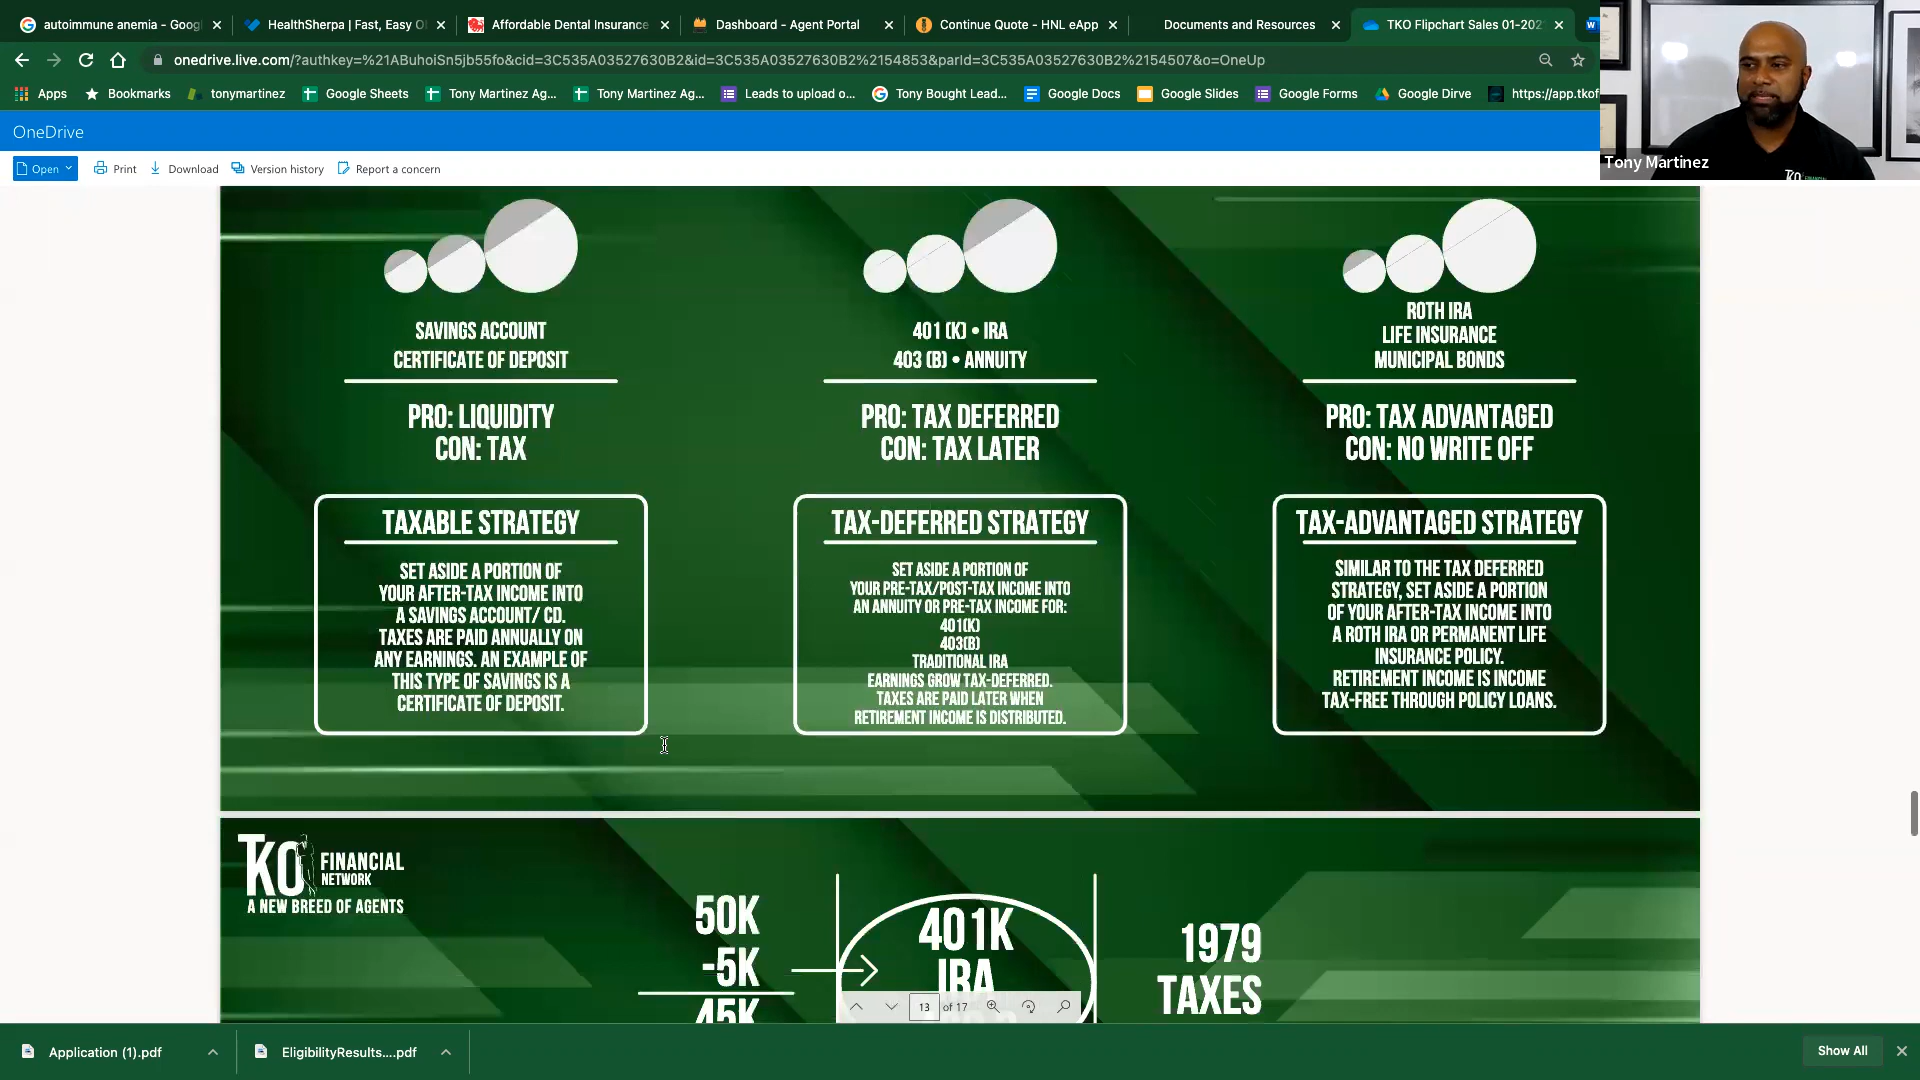 autoimmune anemia - Googl
HealthSherpa | Fast, Easy O
Affordable Dental Insurance
Dashboard - Agent Portal
Continue Quote - HNL eApp
Documents and Resources
TKO Flipchart Sales 01-202
onedrive.live.com/?authkey=%21ABuhoiSn5jb55fo&cid=3C535A03527630B2&id=3C535A03527630B2%2154853&parId=3C535A03527630B2%2154507&o=OneUp
Apps
Bookmarks
tonymartinez
Google Sheets
Tony Martinez Ag...
Tony Martinez Ag...
Leads to upload o...
Tony Bought Lead...
Google Docs
Google Slides
Google Forms
Google Dirve
https://app.tkof
OneDrive
Open
Print
Download
Version history
Report a concern
Tony Martinez
TKO
SAVINGS ACCOUNT
CERTIFICATE OF DEPOSIT
PRO: LIQUIDITY
CON: TAX
TAXABLE STRATEGY
SET ASIDE A PORTION OF
YOUR AFTER-TAX INCOME INTO
A SAVINGS ACCOUNT/ CD.
TAXES ARE PAID ANNUALLY ON
ANY EARNINGS. AN EXAMPLE OF
THIS TYPE OF SAVINGS IS A
CERTIFICATE OF DEPOSIT.
401 (K) • IRA
403 (B) • ANNUITY
PRO: TAX DEFERRED
CON: TAX LATER
TAX-DEFERRED STRATEGY
SET ASIDE A PORTION OF
YOUR PRE-TAX/POST-TAX INCOME INTO
AN ANNUITY OR PRE-TAX INCOME FOR:
401(K)
403(B)
TRADITIONAL IRA
EARNINGS GROW TAX-DEFERRED.
TAXES ARE PAID LATER WHEN
RETIREMENT INCOME IS DISTRIBUTED.
ROTH IRA
LIFE INSURANCE
MUNICIPAL BONDS
PRO: TAX ADVANTAGED
CON: NO WRITE OFF
TAX-ADVANTAGED STRATEGY
SIMILAR TO THE TAX DEFERRED
STRATEGY, SET ASIDE A PORTION
OF YOUR AFTER-TAX INCOME INTO
A ROTH IRA OR PERMANENT LIFE
INSURANCE POLICY.
RETIREMENT INCOME IS INCOME
TAX-FREE THROUGH POLICY LOANS.
TKO FINANCIAL
NETWORK
A NEW BREED OF AGENTS
50K
-5K
45K
401K
IRA
1979
TAXES
13 of 17
Application (1).pdf
EligibilityResults....pdf
Show All